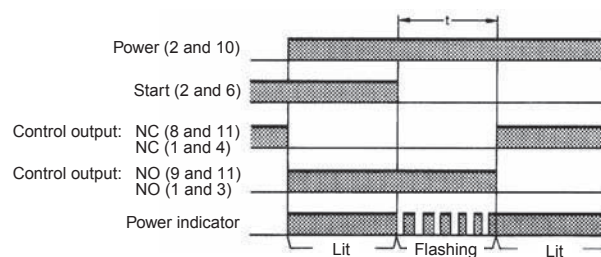 t
Power (2 and 10)
Start (2 and 6)
Control output: NC (8 and 11)
NC (1 and 4)
Control output: NO (9 and 11)
NO (1 and 3)
Power indicator
Lit Flashing Lit